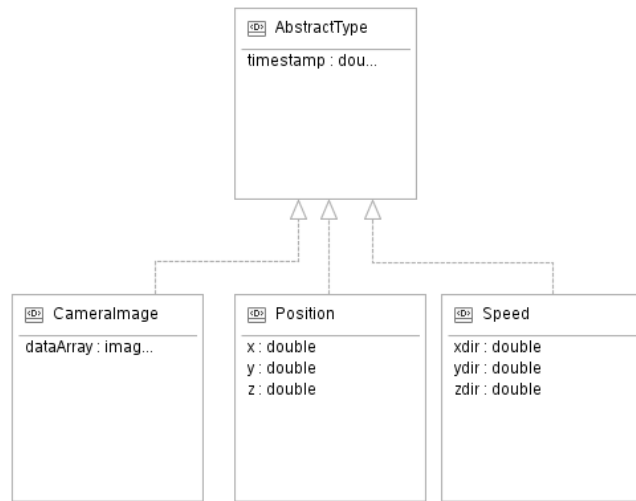 <D> AbstractType
timestamp : dou...
<D> CameraImage
dataArray : imag...
<D> Position
x : double
y : double
z : double
<D> Speed
xdir : double
ydir : double
zdir : double